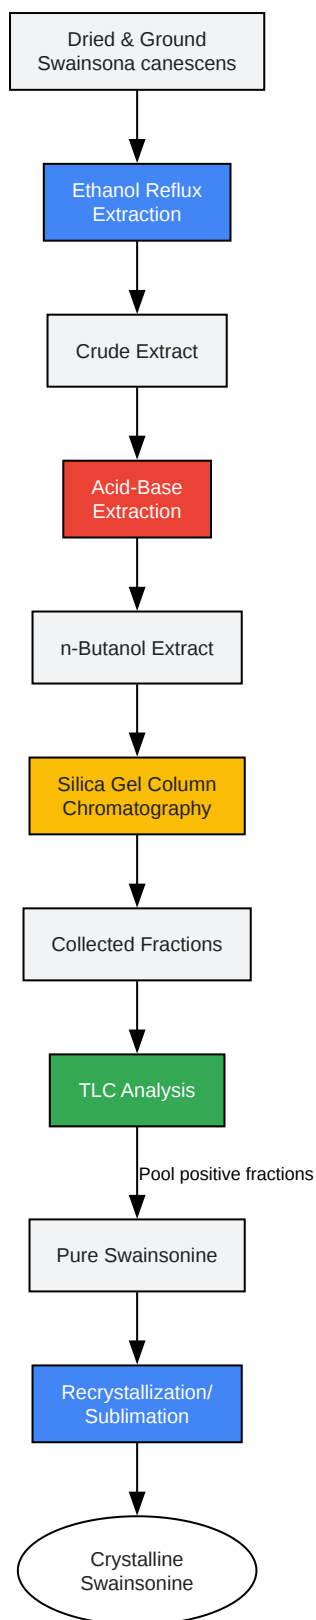 Dried & Ground
Swainsona canescens
Ethanol Reflux
Extraction
Crude Extract
Acid-Base
Extraction
n-Butanol Extract
Silica Gel Column
Chromatography
Collected Fractions
TLC Analysis
Pool positive fractions
Pure Swainsonine
Recrystallization/
Sublimation
Crystalline
Swainsonine